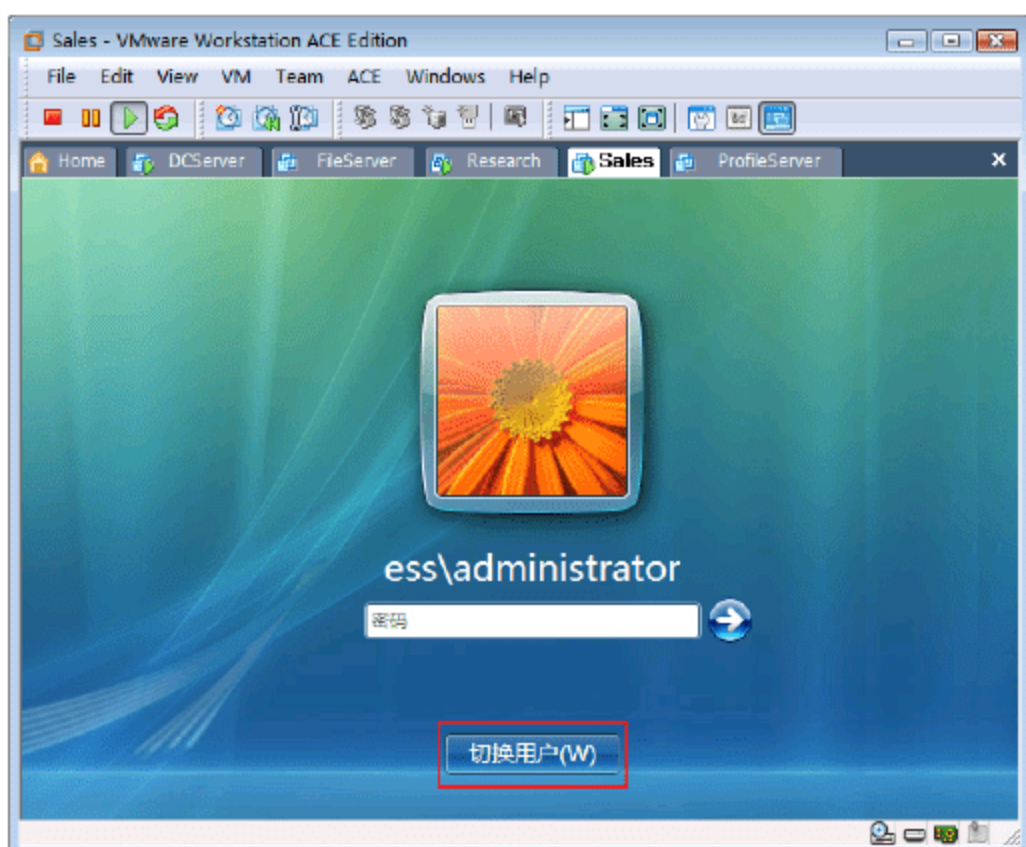 Sales - VMware Workstation ACE Edition
File Edit View VM Team ACE Windows Help
Home DCServer FileServer Research Sales ProfileServer
ess\administrator
密码
切换用户(W)